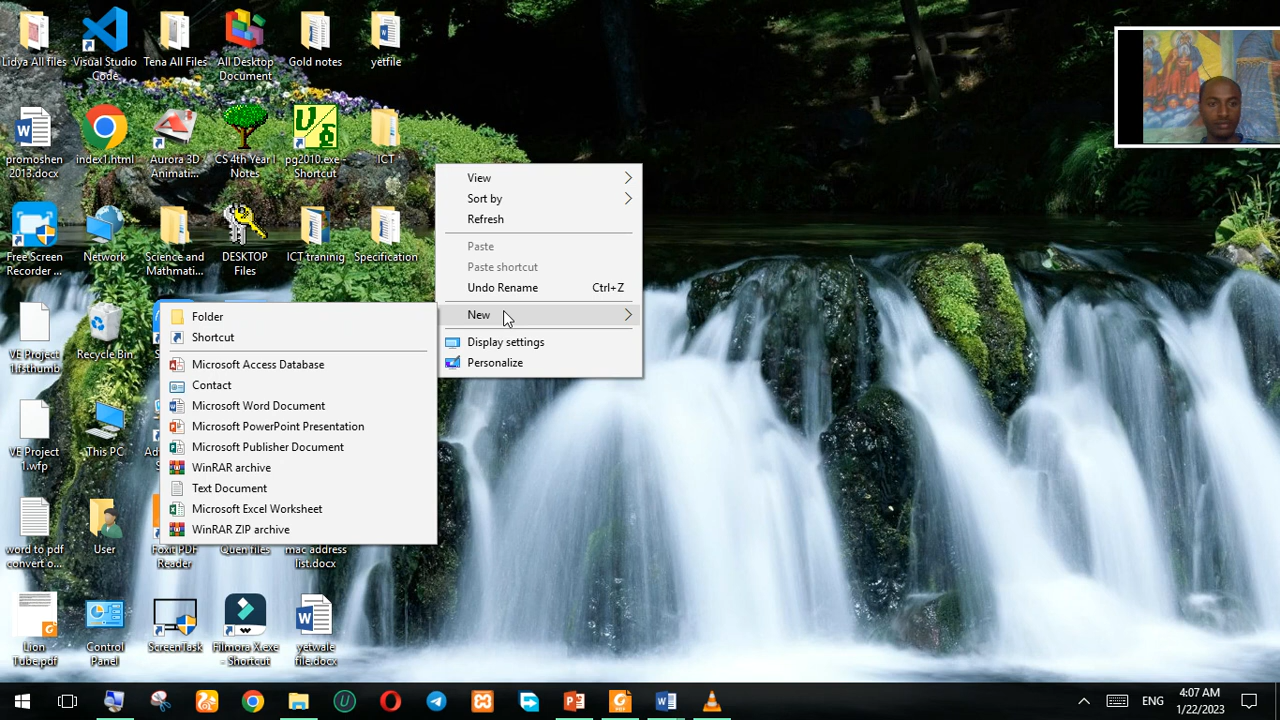 Lidya All files
Visual Studio
Code
Tena All Files
All Desktop
Document
Gold notes
yetfile
promoshen
2013.docx
index1.html
Aurora 3D
Animati...
CS 4th Year I
Notes
pg2010.exe -
Shortcut
ICT
Free Screen
Recorder ...
Network
Science and
Mathmati...
DESKTOP
Files
ICT traninig
Specification
VE Project
1.lfsthumb
Recycle Bin
VE Project
1.wfp
This PC
word to pdf
convert o...
User
Foxit PDF
Reader
Quen files
mac address
list.docx
Lion
Tube.pdf
Control
Panel
ScreenTask
Filmora X.exe
- Shortcut
yetwale
file.docx
View
Sort by
Refresh
Paste
Paste shortcut
Undo Rename Ctrl+Z
New
Display settings
Personalize
Folder
Shortcut
Microsoft Access Database
Contact
Microsoft Word Document
Microsoft PowerPoint Presentation
Microsoft Publisher Document
WinRAR archive
Text Document
Microsoft Excel Worksheet
WinRAR ZIP archive
ENG
4:07 AM
1/22/2023